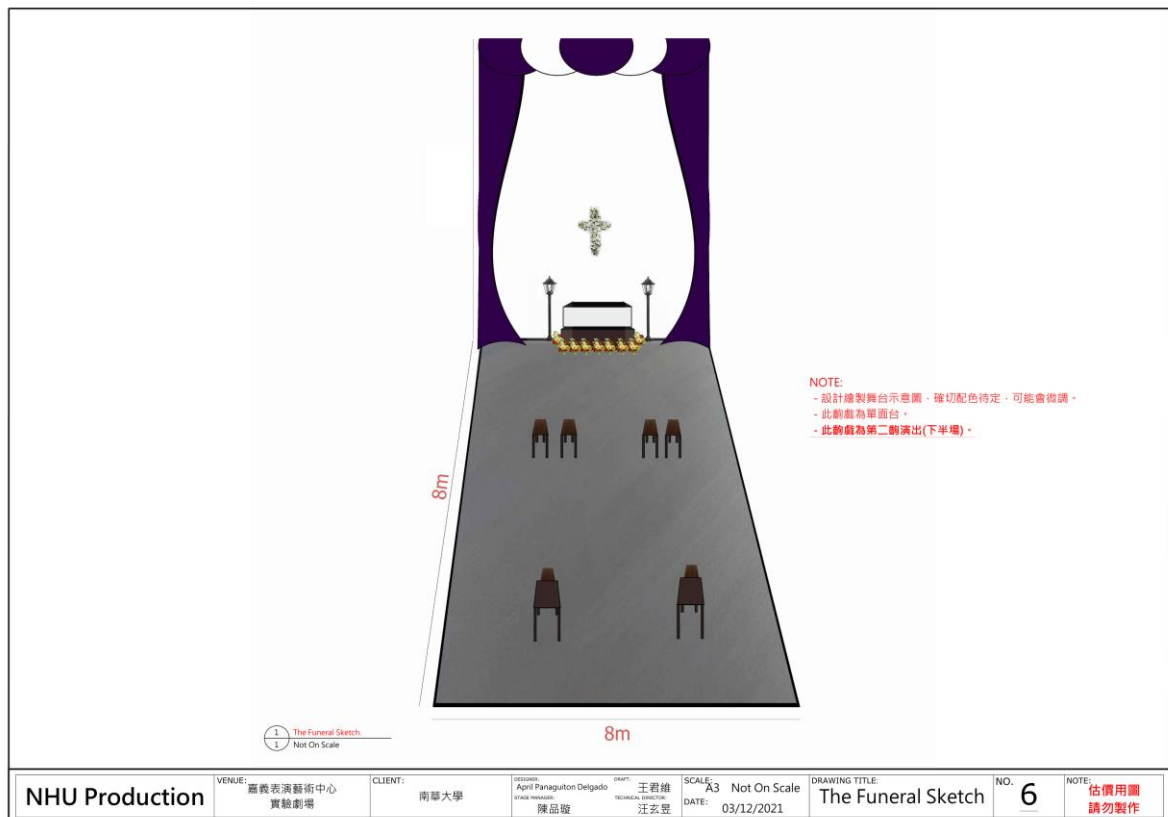 NOTE:
- 設計繪製舞台示意圖,確切配色待定,可能會微調。
- 此齣戲為單面台。
- 此齣戲為第二齣演出(下半場)。
8m
8m
1
The Funeral Sketch
1
Not On Scale
NHU Production
VENUE:
嘉義表演藝術中心
實驗劇場
CLIENT:
南華大學
DESIGNER:
April Panaguiton Delgado
STAGE MANAGER:
陳品璇
DRAFT:
王君維
TECHNICAL DIRECTOR:
汪玄昱
SCALE:
A3 Not On Scale
DATE:
03/12/2021
DRAWING TITLE:
The Funeral Sketch
NO.
6
NOTE:
估價用圖
請勿製作